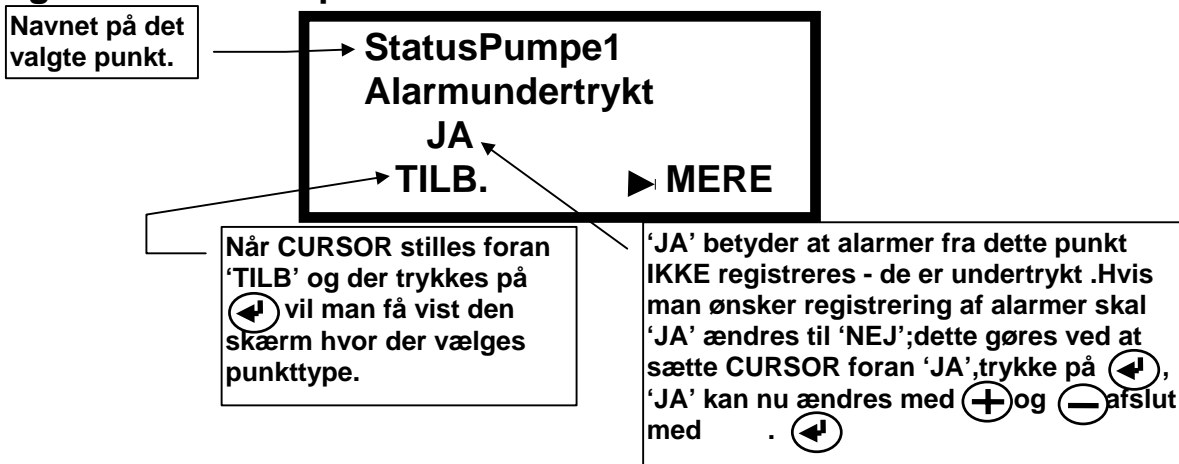 Navnet på det
valgte punkt.
StatusPumpe1
Alarmundertrykt
JA
TILB. MERE
Når CURSOR stilles foran
‘TILB’ og der trykkes på
vil man få vist den
skærm hvor der vælges
punkttype.
‘JA’ betyder at alarmer fra dette punkt
IKKE registreres - de er undertrykt .Hvis
man ønsker registrering af alarmer skal
‘JA’ ændres til ‘NEJ’;dette gøres ved at
sætte CURSOR foran ‘JA’,trykke på ,
‘JA’ kan nu ændres med + og − afslut
med .